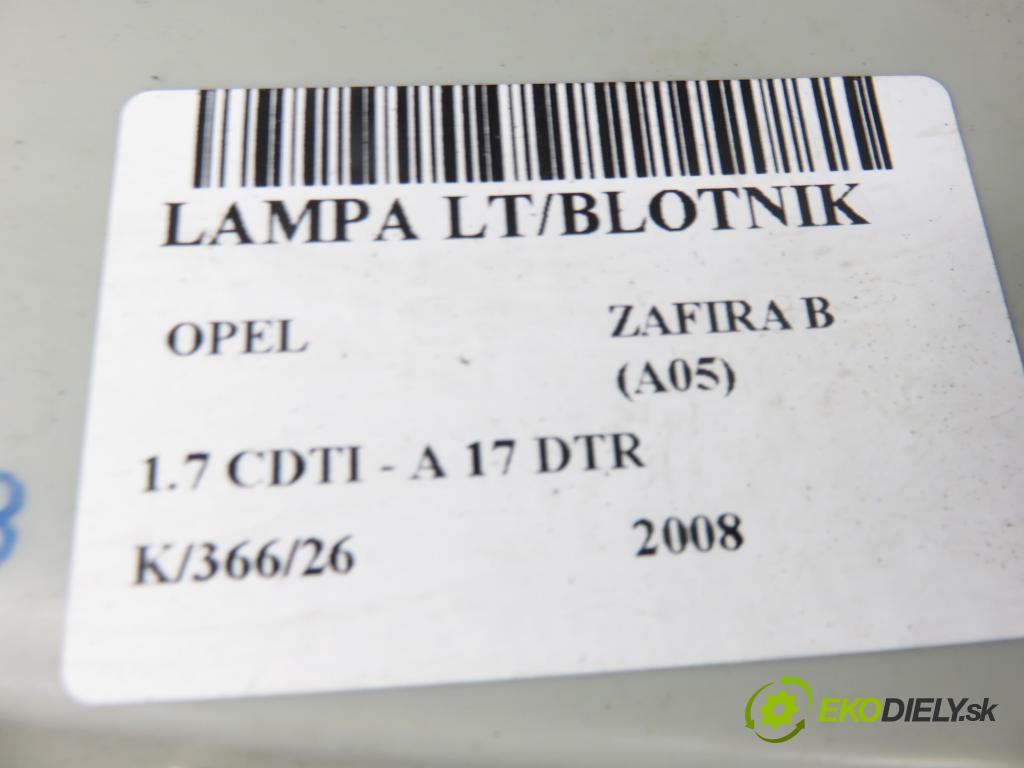 LAMPA LT/BLOTNIK
OPEL ZAFIRA B
(A05)
1.7 CDTI - A 17 DTR
K/366/26 2008
EKODIELY.sk